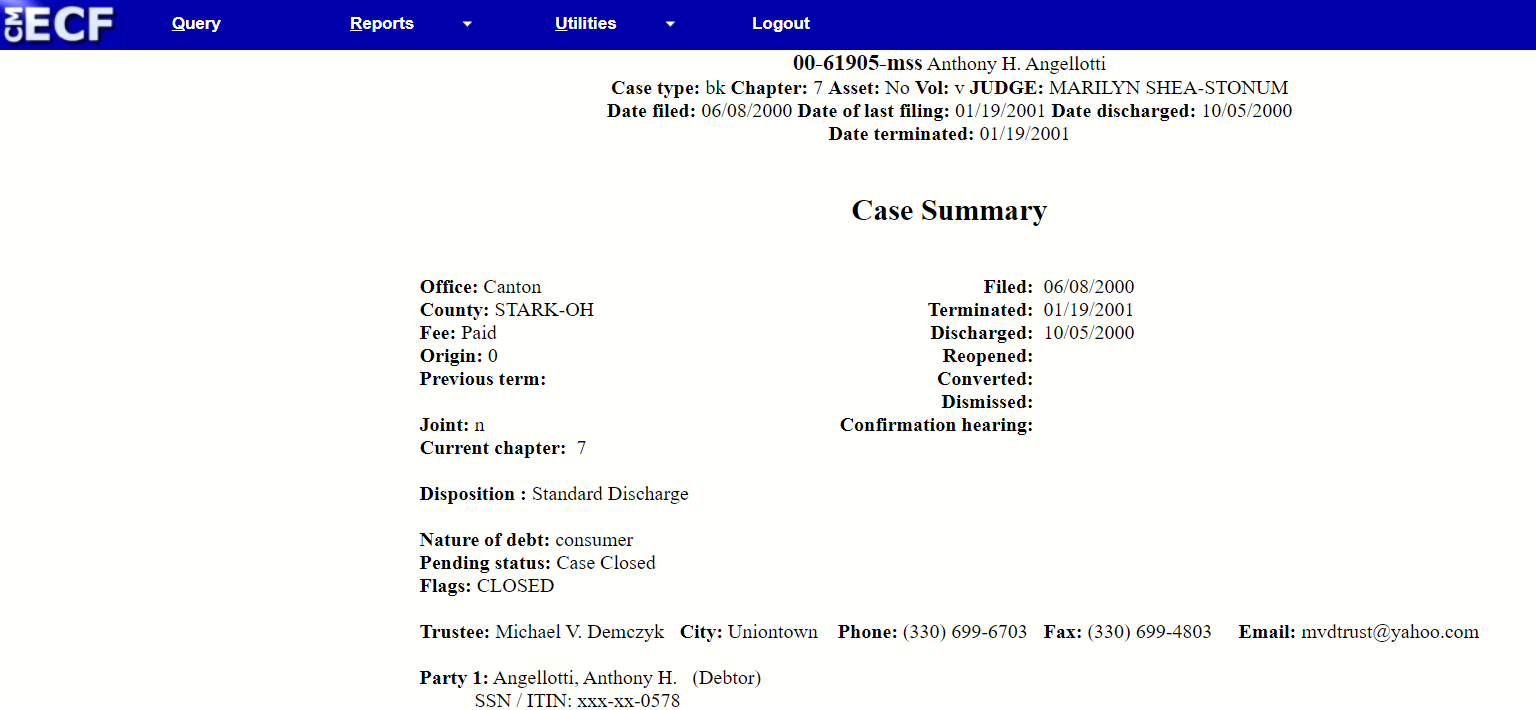 CM ECF Query Reports Utilities Logout
00-61905-mss Anthony H. Angellotti
Case type: bk Chapter: 7 Asset: No Vol: v JUDGE: MARILYN SHEA-STONUM
Date filed: 06/08/2000 Date of last filing: 01/19/2001 Date discharged: 10/05/2000
Date terminated: 01/19/2001
Case Summary
Office: Canton Filed: 06/08/2000
County: STARK-OH Terminated: 01/19/2001
Fee: Paid Discharged: 10/05/2000
Origin: 0 Reopened:
Previous term: Converted:
Dismissed:
Joint: n Confirmation hearing:
Current chapter: 7
Disposition : Standard Discharge
Nature of debt: consumer
Pending status: Case Closed
Flags: CLOSED
Trustee: Michael V. Demczyk City: Uniontown Phone: (330) 699-6703 Fax: (330) 699-4803 Email: mvdtrust@yahoo.com
Party 1: Angellotti, Anthony H. (Debtor)
SSN / ITIN: xxx-xx-0578